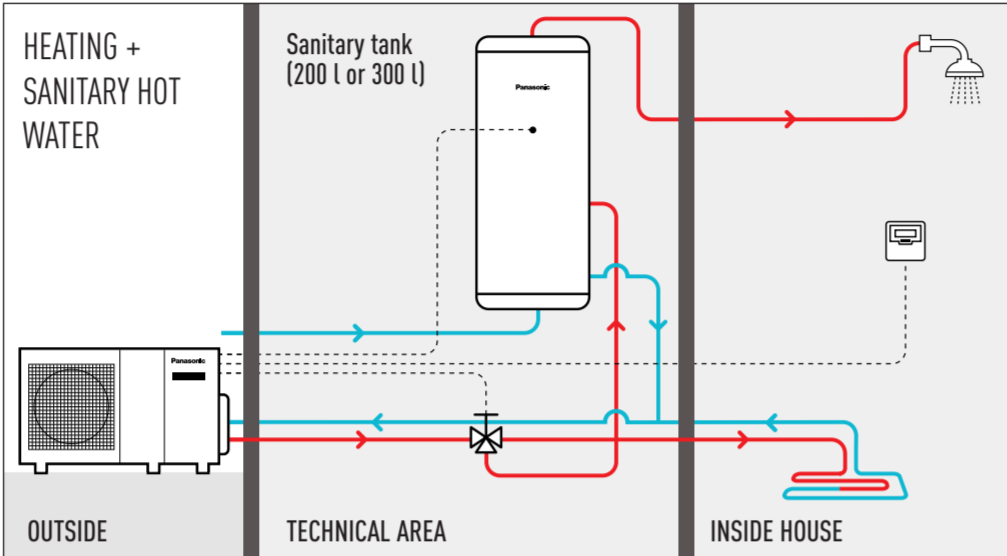 HEATING +
SANITARY HOT
WATER
Sanitary tank
(200 l or 300 l)
Panasonic
Panasonic
OUTSIDE
TECHNICAL AREA
INSIDE HOUSE